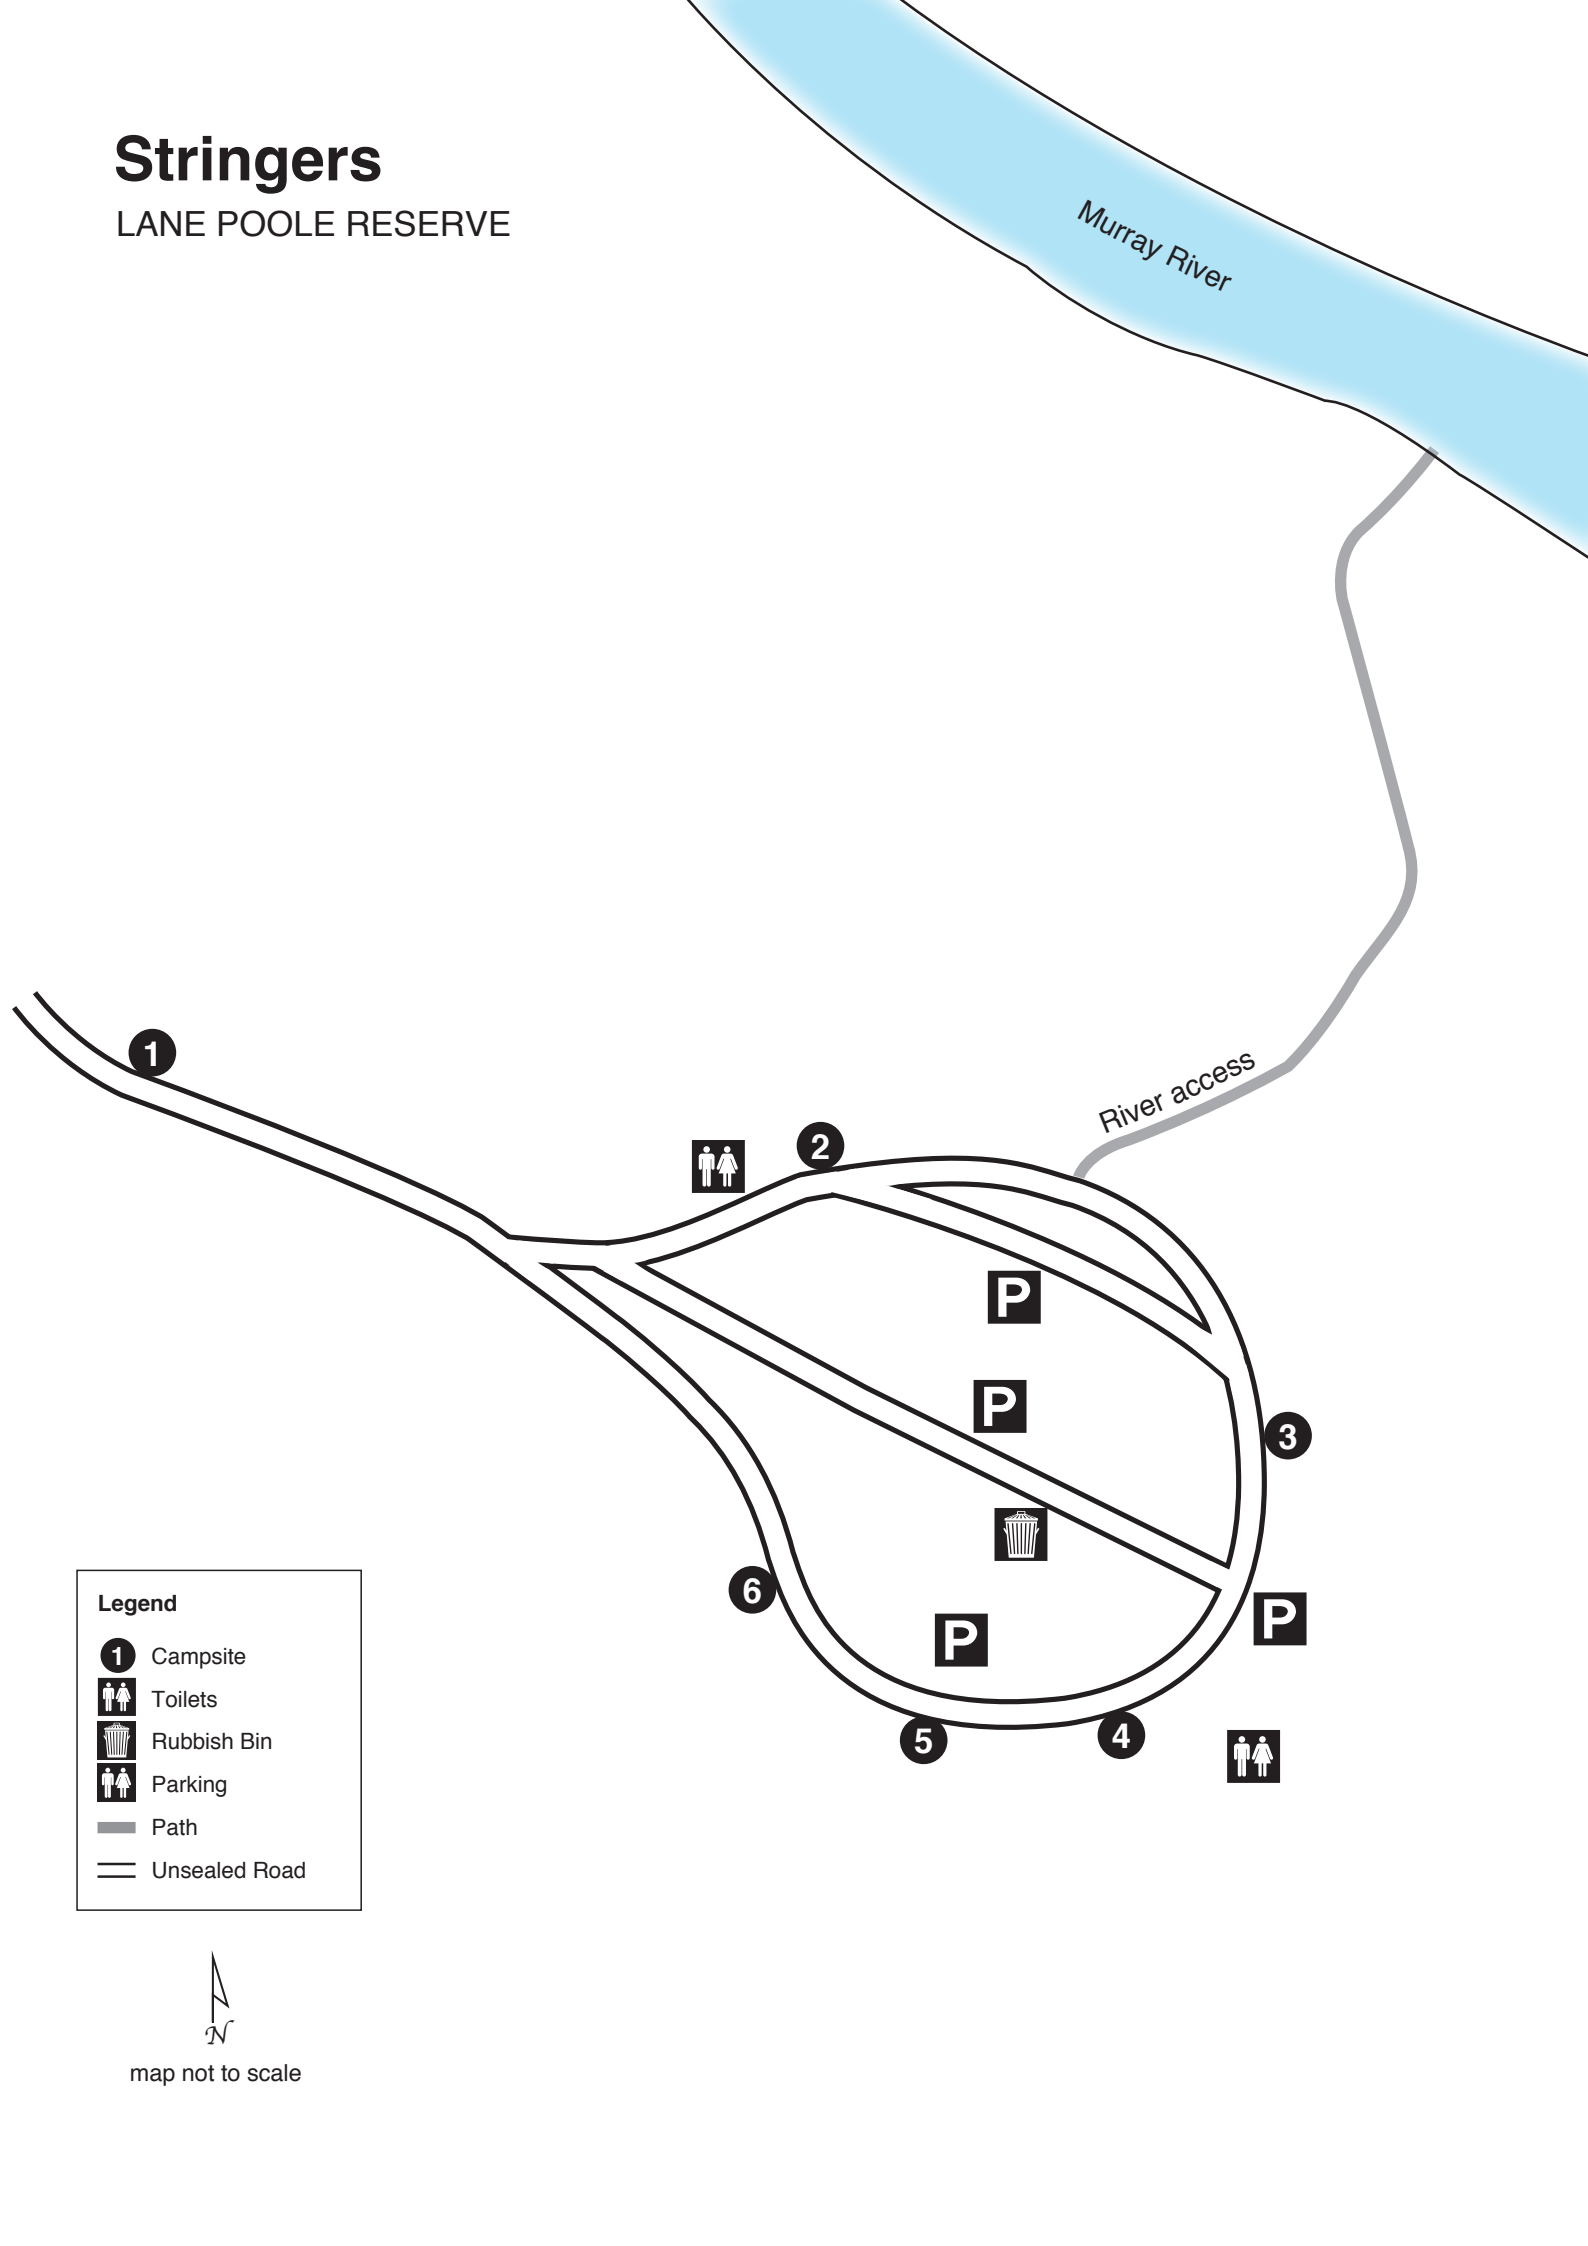 Stringers
LANE POOLE RESERVE
Murray River
River access
1
2
P
P
3
6
P
P
5
4
Legend
1 Campsite
Toilets
Rubbish Bin
Parking
Path
Unsealed Road
N
map not to scale